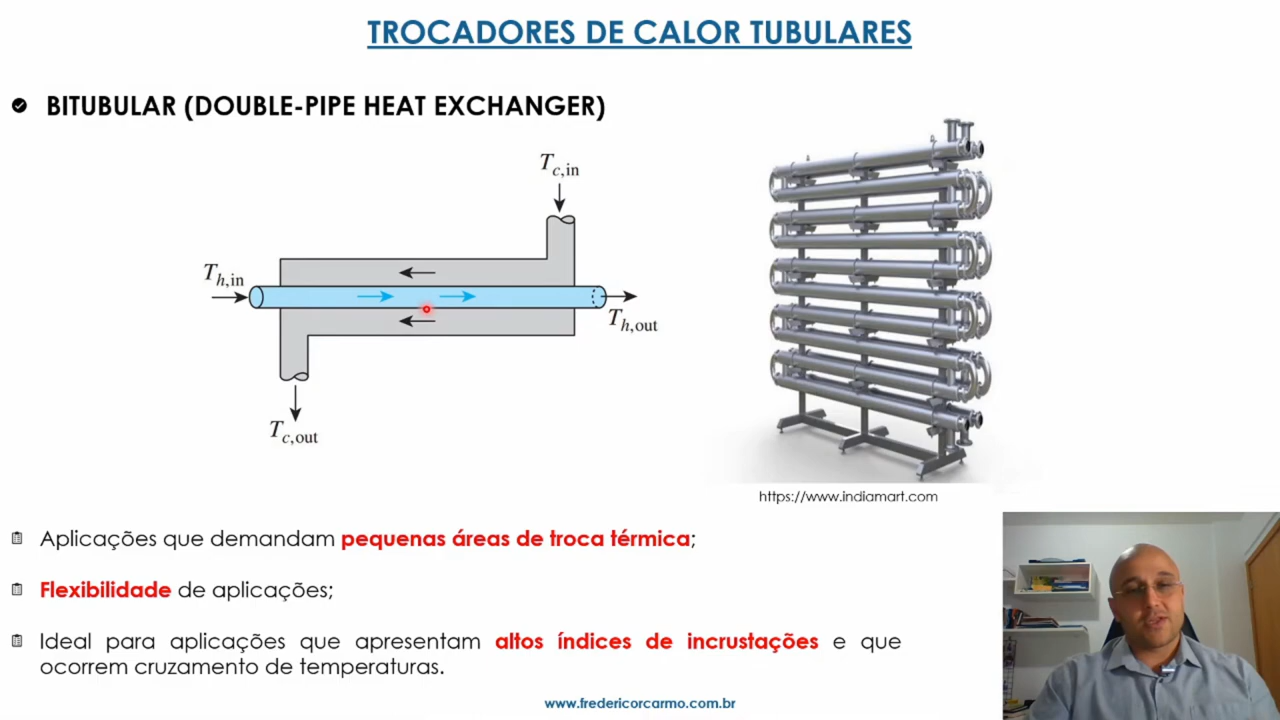 TROCADORES DE CALOR TUBULARES
BITUBULAR (DOUBLE-PIPE HEAT EXCHANGER)
T_c,in
T_h,in
T_h,out
T_c,out
https://www.indiamart.com
Aplicações que demandam pequenas áreas de troca térmica;
Flexibilidade de aplicações;
Ideal para aplicações que apresentam altos índices de incrustações e que
ocorrem cruzamento de temperaturas.
www.fredericorcarmo.com.br